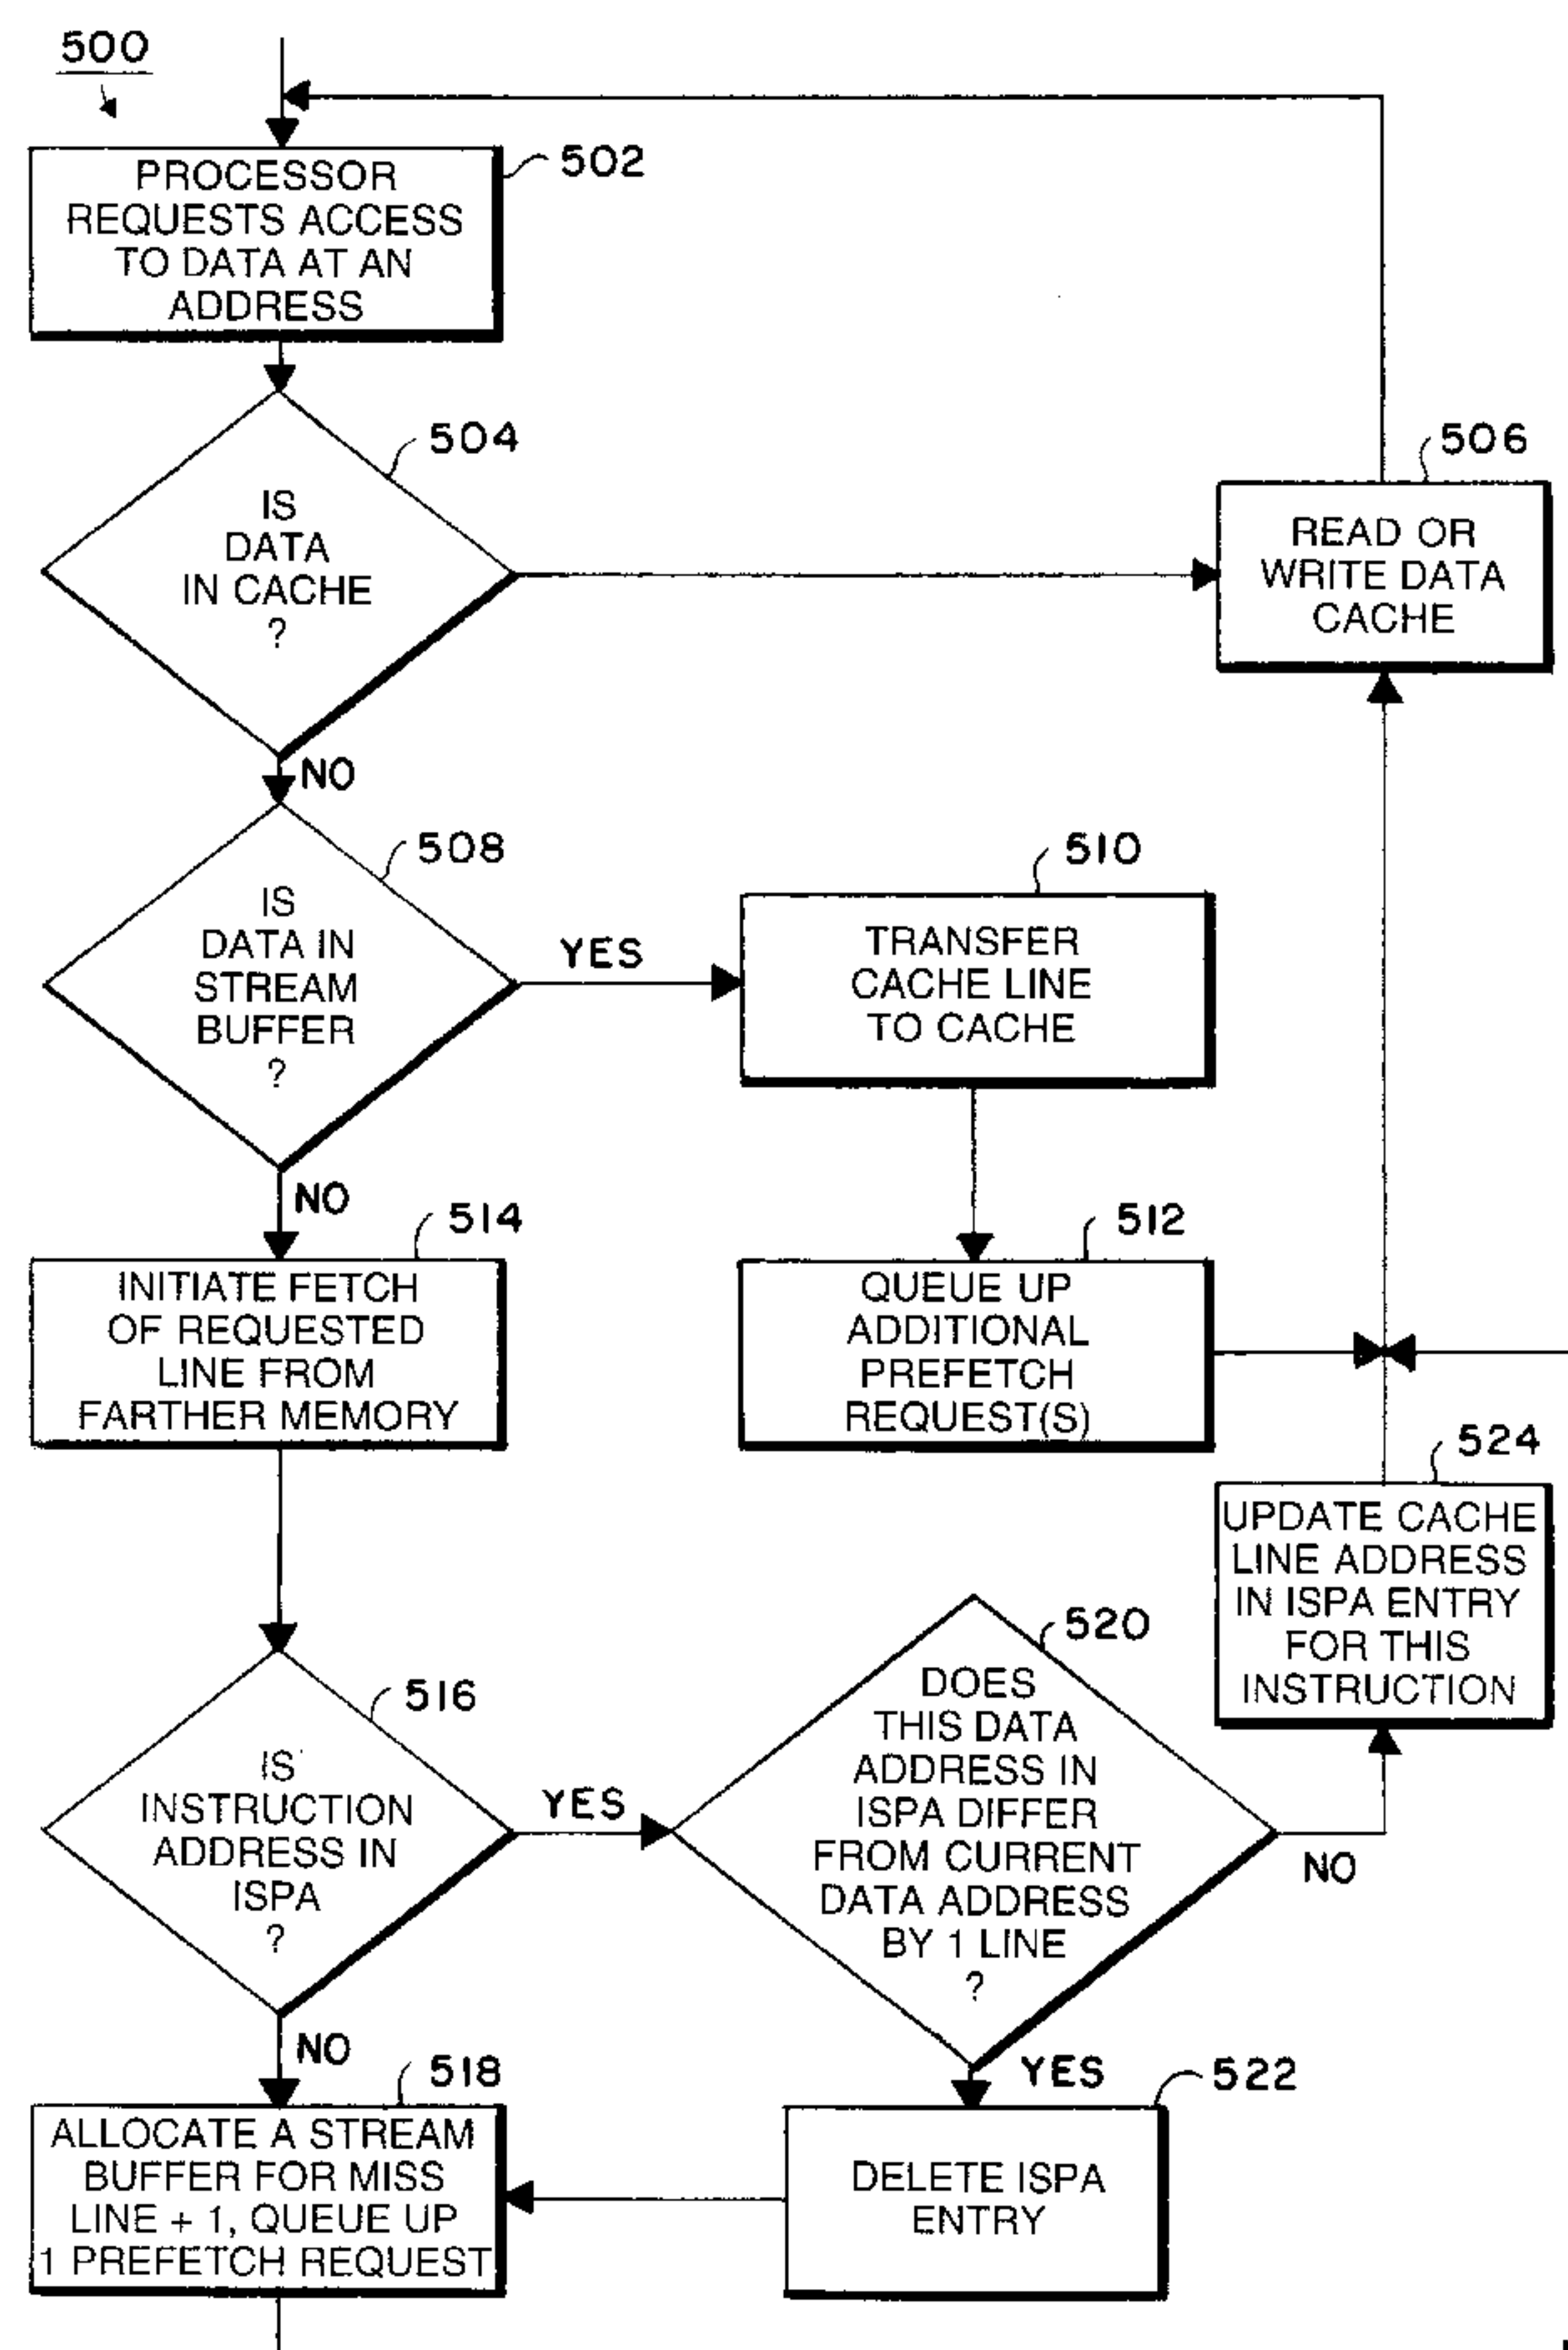 500
502
PROCESSOR
REQUESTS ACCESS
TO DATA AT AN
ADDRESS
504
IS
DATA
IN CACHE
?
506
READ OR
WRITE DATA
CACHE
NO
508
IS
DATA IN
STREAM
BUFFER
?
YES
510
TRANSFER
CACHE LINE
TO CACHE
NO
514
INITIATE FETCH
OF REQUESTED
LINE FROM
FARTHER MEMORY
512
QUEUE UP
ADDITIONAL
PREFETCH
REQUEST(S)
524
UPDATE CACHE
LINE ADDRESS
IN ISPA ENTRY
FOR THIS
INSTRUCTION
516
IS
INSTRUCTION
ADDRESS IN
ISPA
?
YES
520
DOES
THIS DATA
ADDRESS IN
ISPA DIFFER
FROM CURRENT
DATA ADDRESS
BY 1 LINE
?
NO
NO
518
ALLOCATE A STREAM
BUFFER FOR MISS
LINE + 1, QUEUE UP
1 PREFETCH REQUEST
YES
522
DELETE ISPA
ENTRY